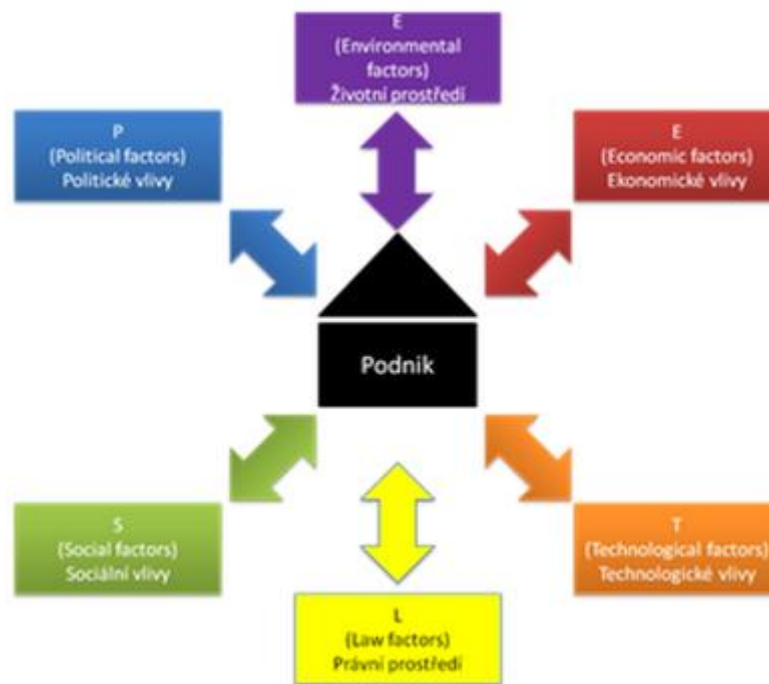 E
(Environmental
factors)
Životní prostředí
P
(Political factors)
Politické vlivy
E
(Economic factors)
Ekonomické vlivy
Podnik
S
(Social factors)
Sociální vlivy
T
(Technological factors)
Technologické vlivy
L
(Law factors)
Právní prostředí